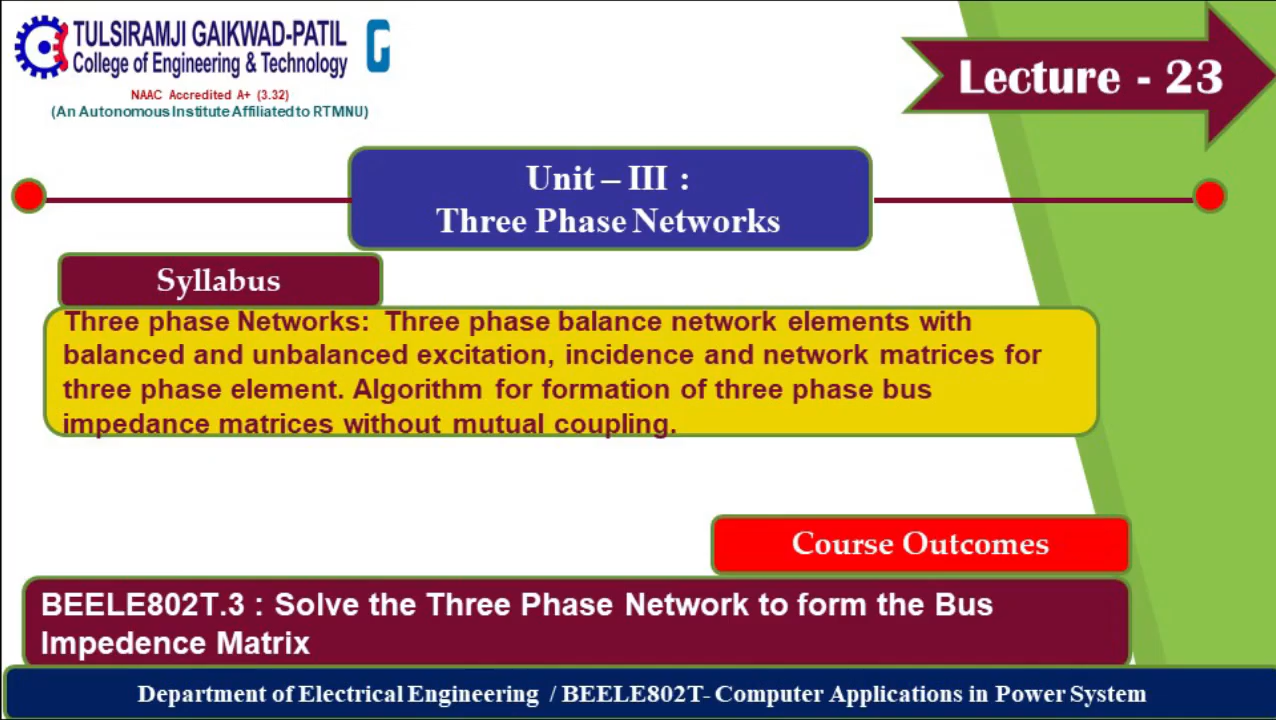 TULSIRAMJI GAIKWAD-PATIL
College of Engineering & Technology
NAAC Accredited A+ (3.32)
(An Autonomous Institute Affiliated to RTMNU)
Lecture - 23
Unit – III :
Three Phase Networks
Syllabus
Three phase Networks: Three phase balance network elements with
balanced and unbalanced excitation, incidence and network matrices for
three phase element. Algorithm for formation of three phase bus
impedance matrices without mutual coupling.
Course Outcomes
BEELE802T.3 : Solve the Three Phase Network to form the Bus
Impedence Matrix
Department of Electrical Engineering / BEELE802T- Computer Applications in Power System